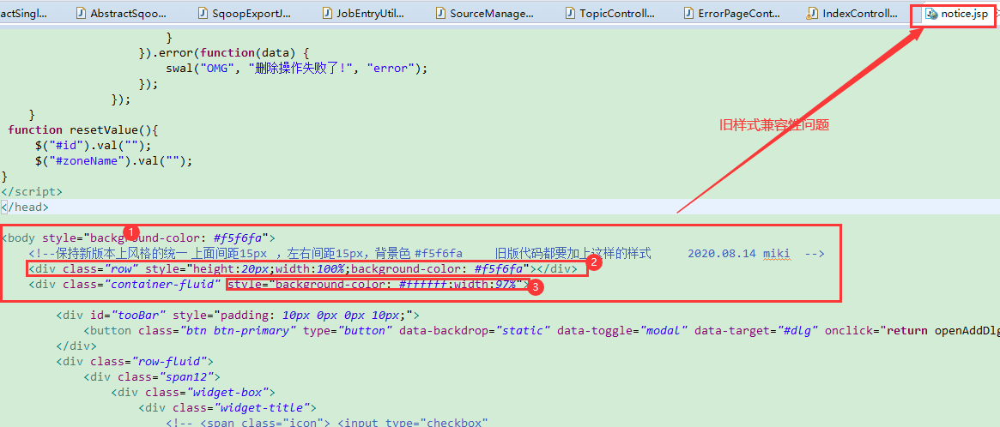 actSingl...
AbstractSqoo...
SqoopExportJ...
JobEntryUtil...
SourceManage...
TopicControll...
ErrorPageCont...
IndexControll...
notice.jsp
}
}).error(function(data) {
swal("OMG", "删除操作失败了!", "error");
});
});
}
旧样式兼容性问题
function resetValue(){
$("#id").val("");
$("#zoneName").val("");
}
</script>
</head>
1
<body style="background-color: #f5f6fa">
<!--保持新版本上风格的统一 上面间距15px ，左右间距15px，背景色 #f5f6fa 旧版代码都要加上这样的样式 2020.08.14 miki -->
<div class="row" style="height:20px;width:100%;background-color: #f5f6fa"></div>
2
<div class="container-fluid" style="background-color: #ffffff;width:97%">
3
<div id="tooBar" style="padding: 10px 0px 0px 10px;">
<button class="btn btn-primary" type="button" data-backdrop="static" data-toggle="modal" data-target="#dlg" onclick="return openAddDlg
</div>
<div class="row-fluid">
<div class="span12">
<div class="widget-box">
<div class="widget-title">
<!-- <span class="icon"> <input type="checkbox"